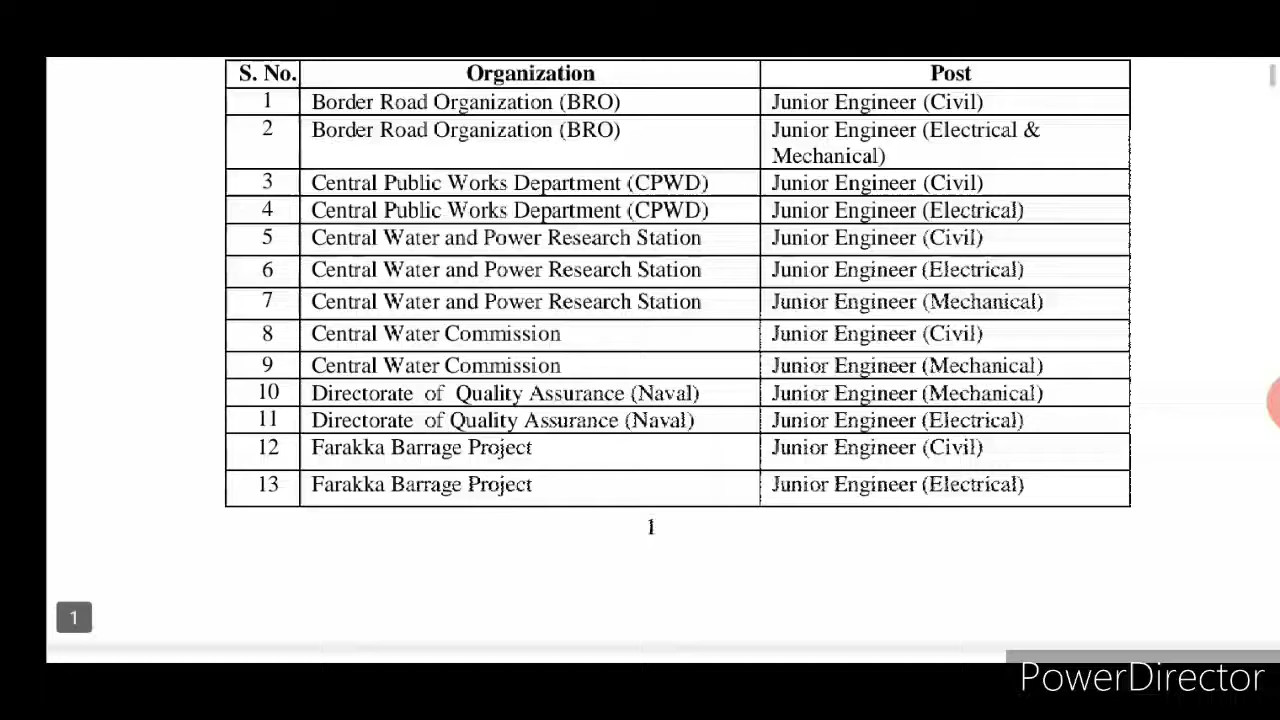 S. No. Organization Post
1 Border Road Organization (BRO) Junior Engineer (Civil)
2 Border Road Organization (BRO) Junior Engineer (Electrical &
Mechanical)
3 Central Public Works Department (CPWD) Junior Engineer (Civil)
4 Central Public Works Department (CPWD) Junior Engineer (Electrical)
5 Central Water and Power Research Station Junior Engineer (Civil)
6 Central Water and Power Research Station Junior Engineer (Electrical)
7 Central Water and Power Research Station Junior Engineer (Mechanical)
8 Central Water Commission Junior Engineer (Civil)
9 Central Water Commission Junior Engineer (Mechanical)
10 Directorate of Quality Assurance (Naval) Junior Engineer (Mechanical)
11 Directorate of Quality Assurance (Naval) Junior Engineer (Electrical)
12 Farakka Barrage Project Junior Engineer (Civil)
13 Farakka Barrage Project Junior Engineer (Electrical)
1
1
PowerDirector